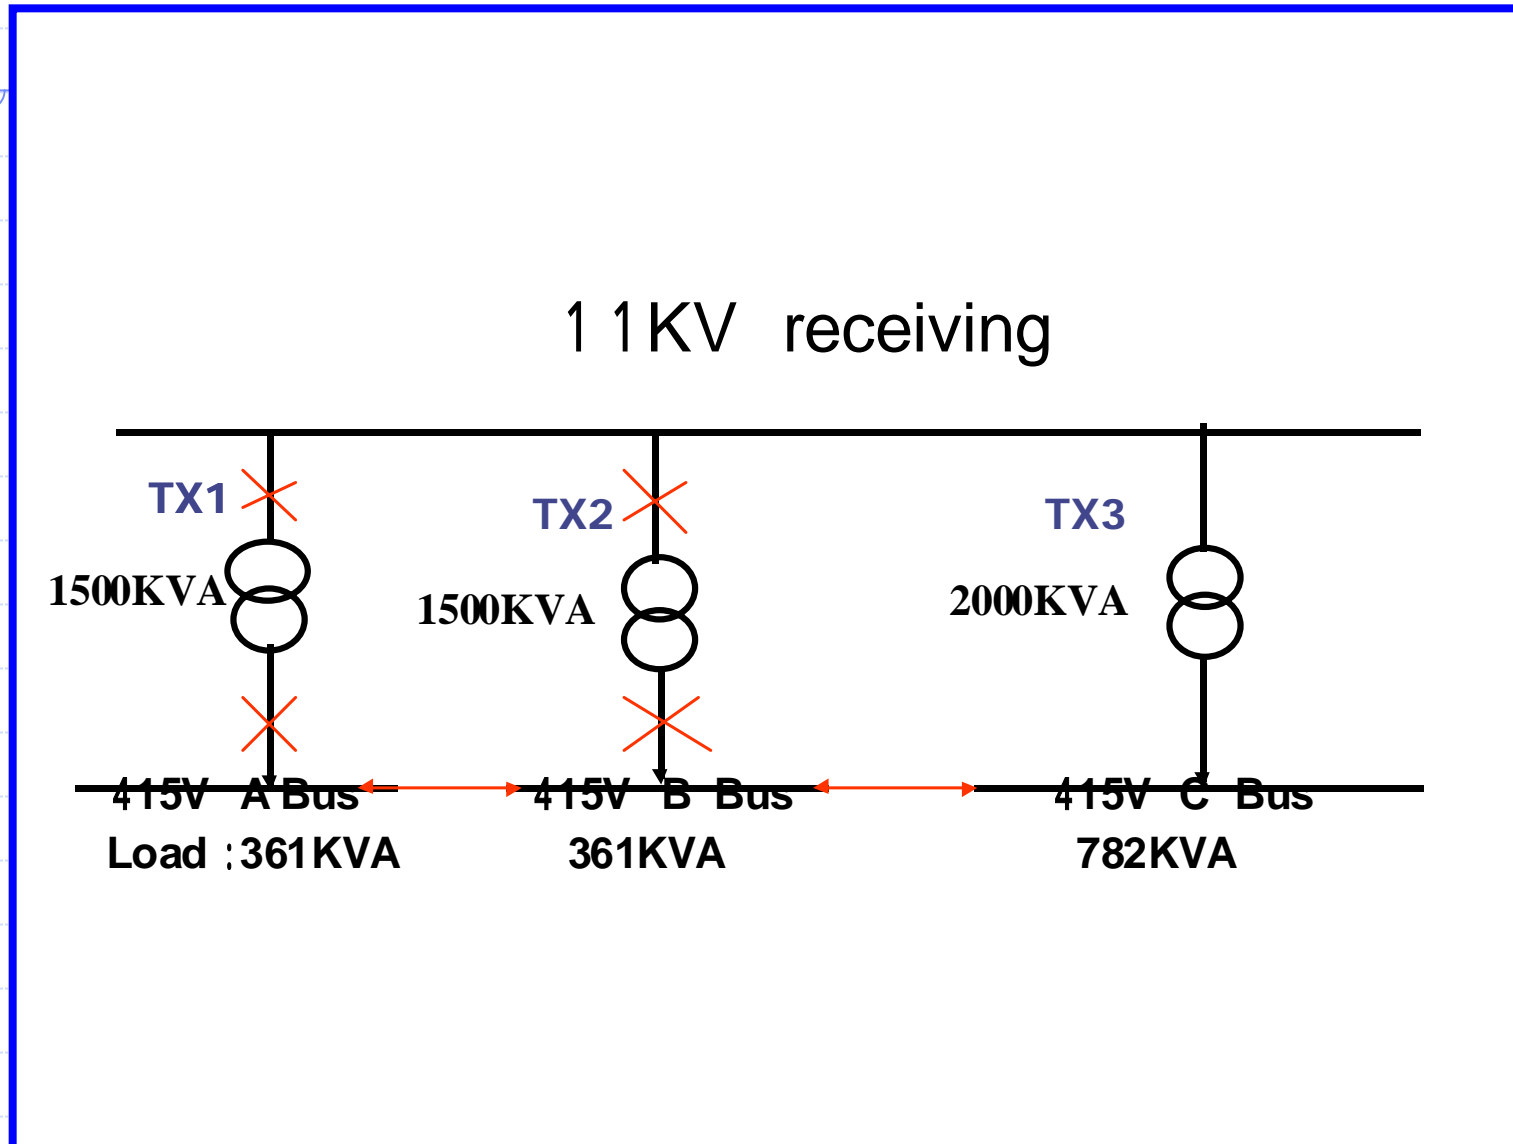 11KV receiving
TX1
TX2
TX3
1500KVA
1500KVA
2000KVA
415V A Bus
415V B Bus
415V C Bus
Load :361KVA
361KVA
782KVA